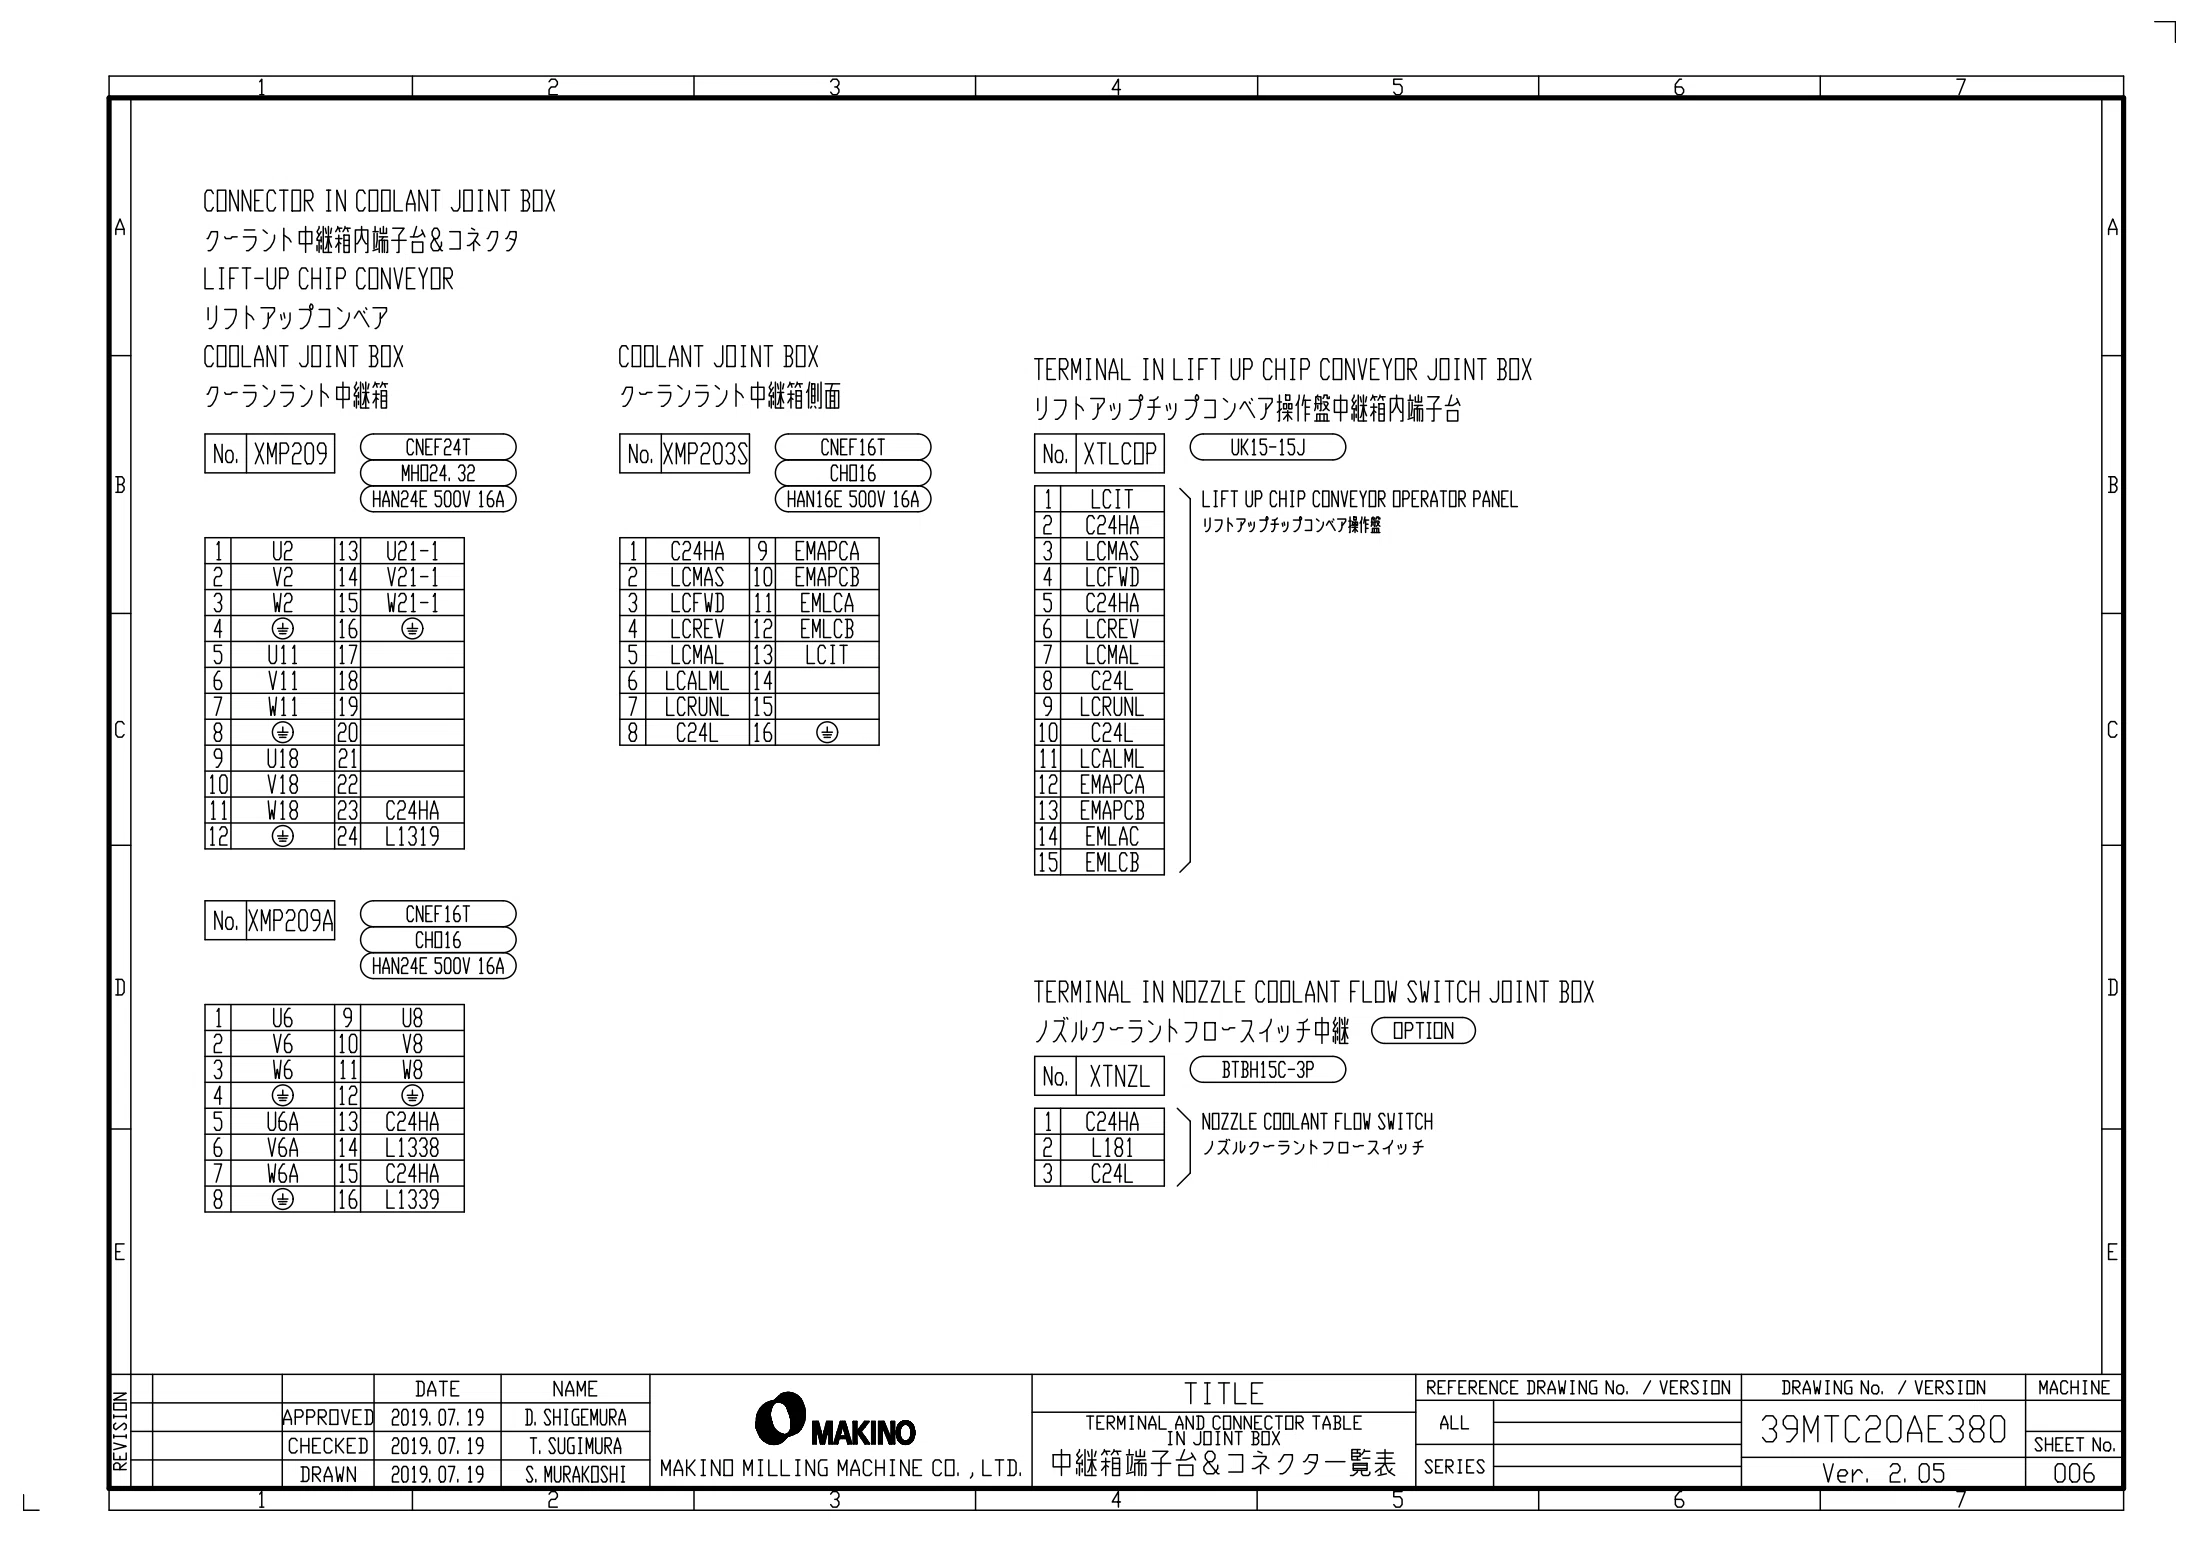 1 2 3 4 5 6 7
A A
B B
C C
D D
E E
CONNECTOR IN COOLANT JOINT BOX
クーラント中継箱内端子台&コネクタ
LIFT-UP CHIP CONVEYOR
リフトアップコンベア
COOLANT JOINT BOX
クーランラント中継箱
No. XMP209
CNEF24T
MHO24.32
HAN24E 500V 16A
1 U2 13 U21-1
2 V2 14 V21-1
3 W2 15 W21-1
4 16
5 U11 17
6 V11 18
7 W11 19
8 20
9 U18 21
10 V18 22
11 W18 23 C24HA
12 24 L1319
No. XMP209A
CNEF16T
CHO16
HAN24E 500V 16A
1 U6 9 U8
2 V6 10 V8
3 W6 11 W8
4 12
5 U6A 13 C24HA
6 V6A 14 L1338
7 W6A 15 C24HA
8 16 L1339
COOLANT JOINT BOX
クーランラント中継箱側面
No. XMP203S
CNEF16T
CHO16
HAN16E 500V 16A
1 C24HA 9 EMAPCA
2 LCMAS 10 EMAPCB
3 LCFWD 11 EMLCA
4 LCREV 12 EMLCB
5 LCMAL 13 LCIT
6 LCALML 14
7 LCRUNL 15
8 C24L 16
TERMINAL IN LIFT UP CHIP CONVEYOR JOINT BOX
リフトアップチップコンベア操作盤中継箱内端子台
No. XTLCOP
UK15-15J
1 LCIT
2 C24HA
3 LCMAS
4 LCFWD
5 C24HA
6 LCREV
7 LCMAL
8 C24L
9 LCRUNL
10 C24L
11 LCALML
12 EMAPCA
13 EMAPCB
14 EMLAC
15 EMLCB
LIFT UP CHIP CONVEYOR OPERATOR PANEL
リフトアップチップコンベア操作盤
TERMINAL IN NOZZLE COOLANT FLOW SWITCH JOINT BOX
ノズルクーラントフロースイッチ中継 OPTION
No. XTNZL
BTBH15C-3P
1 C24HA
2 L181
3 C24L
NOZZLE COOLANT FLOW SWITCH
ノズルクーラントフロースイッチ
REVISION
DATE NAME
APPROVED 2019.07.19 D. SHIGEMURA
CHECKED 2019.07.19 T. SUGIMURA
DRAWN 2019.07.19 S. MURAKOSHI
MAKINO
MAKINO MILLING MACHINE CO.,LTD.
TITLE
TERMINAL AND CONNECTOR TABLE
IN JOINT BOX
中継箱端子台&コネクタ一覧表
REFERENCE DRAWING No. / VERSION
ALL
SERIES
DRAWING No. / VERSION
39MTC20AE380
Ver. 2.05
MACHINE
SHEET No.
006
1 2 3 4 5 6 7